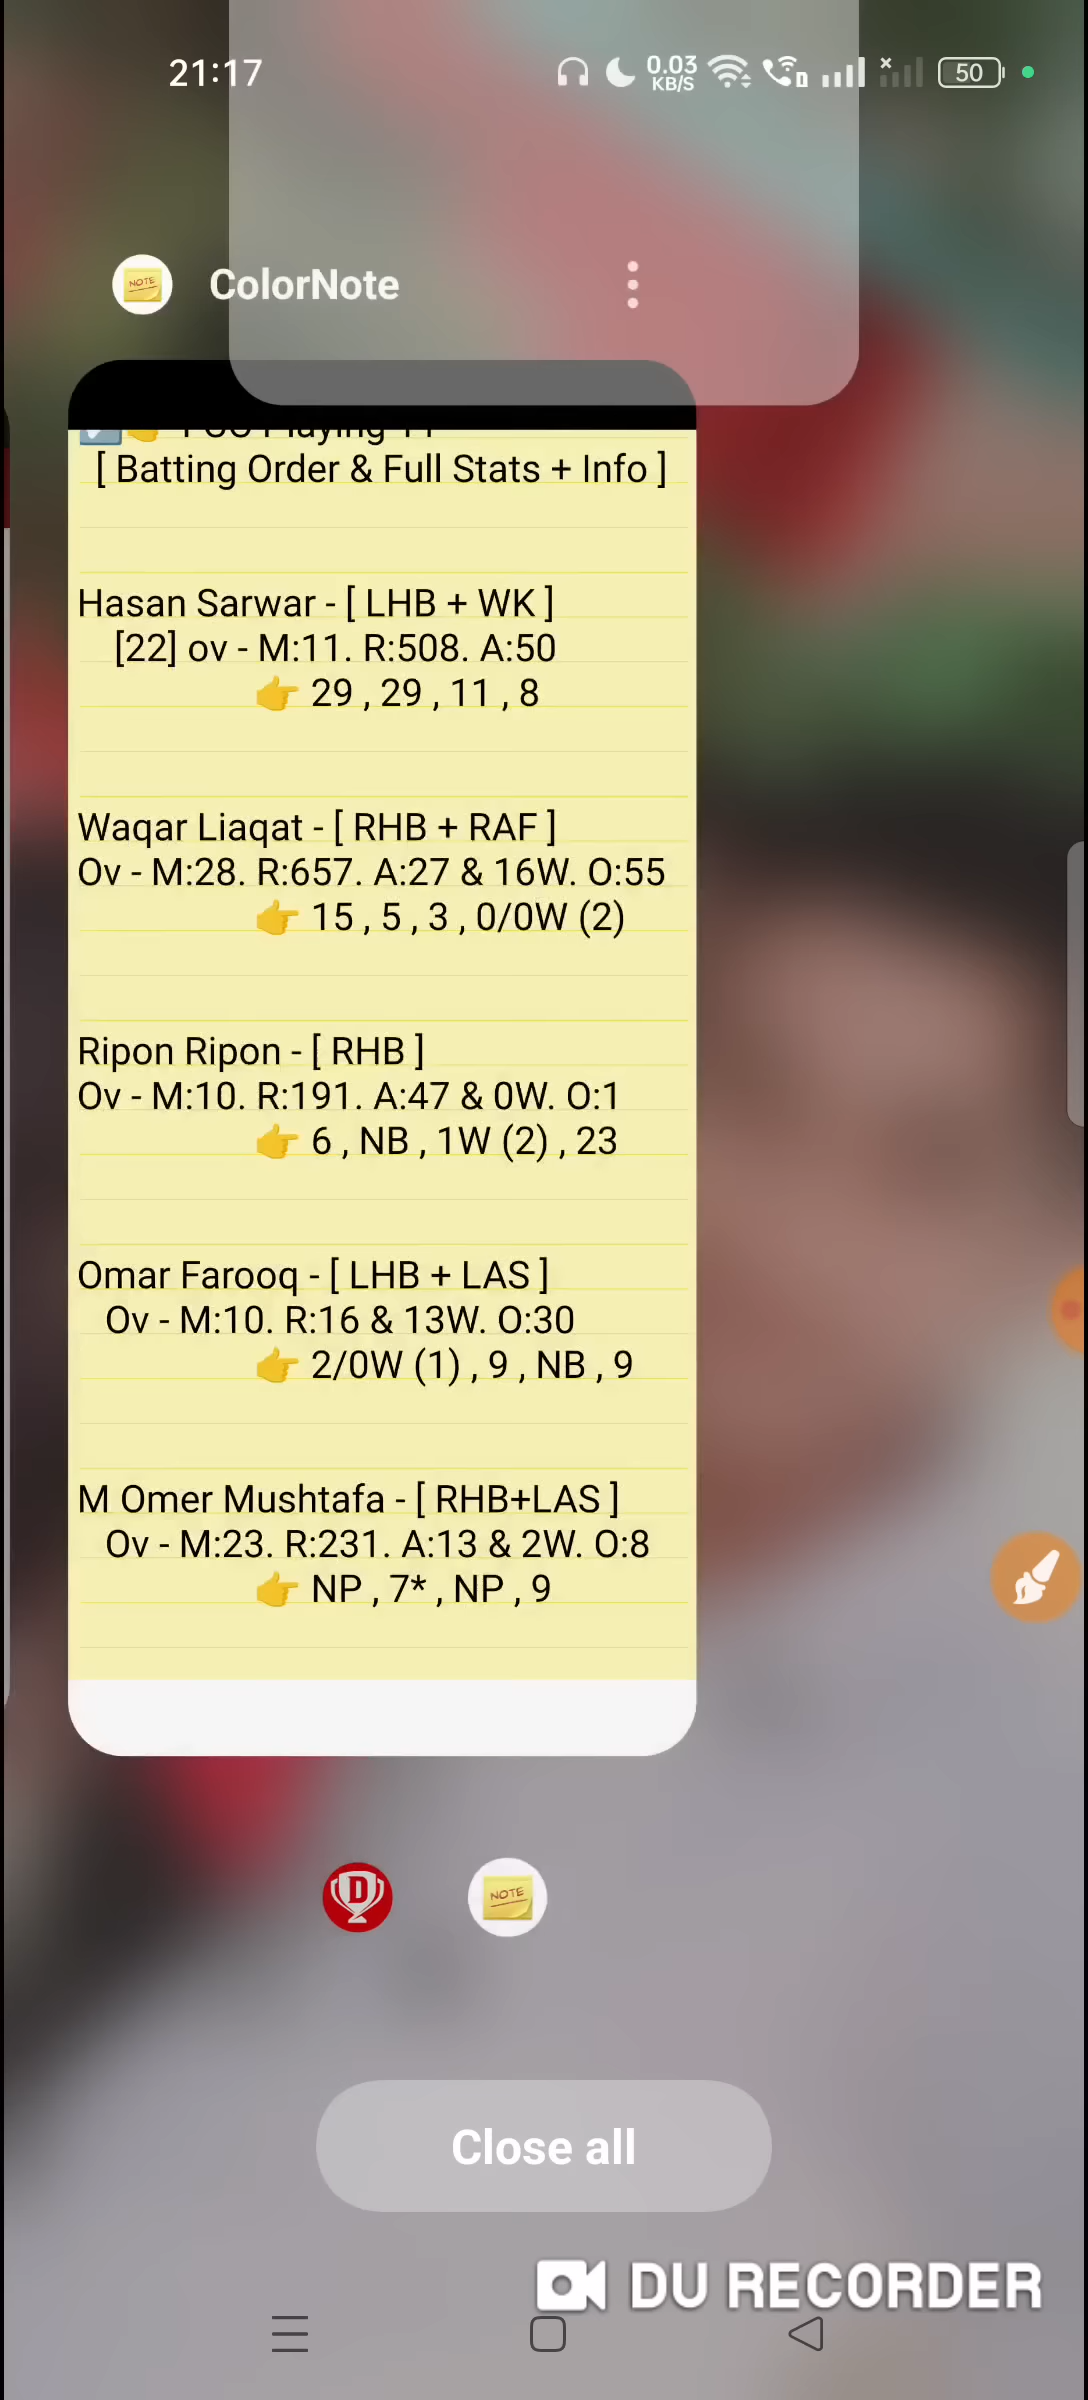 21:17
0.03
KB/S
50
NOTE
ColorNote
Playing 11
[ Batting Order & Full Stats + Info ]
Hasan Sarwar - [ LHB + WK ]
[22] ov - M:11. R:508. A:50
👉 29 , 29 , 11 , 8
Waqar Liaqat - [ RHB + RAF ]
Ov - M:28. R:657. A:27 & 16W. O:55
👉 15 , 5 , 3 , 0/0W (2)
Ripon Ripon - [ RHB ]
Ov - M:10. R:191. A:47 & 0W. O:1
👉 6 , NB , 1W (2) , 23
Omar Farooq - [ LHB + LAS ]
Ov - M:10. R:16 & 13W. O:30
👉 2/0W (1) , 9 , NB , 9
M Omer Mushtafa - [ RHB+LAS ]
Ov - M:23. R:231. A:13 & 2W. O:8
👉 NP , 7* , NP , 9
D
NOTE
Close all
DU RECORDER